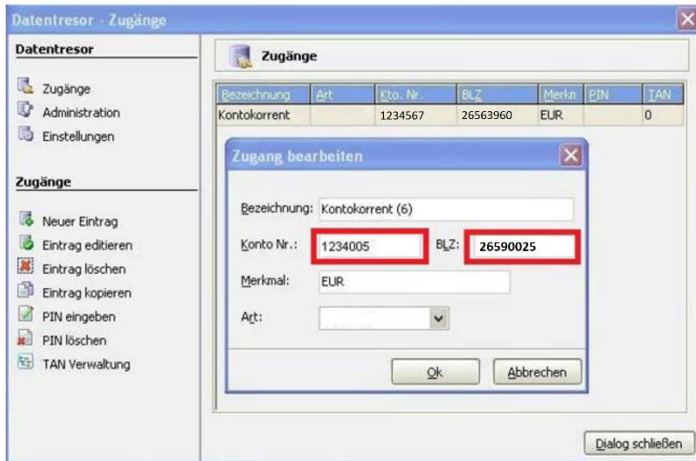 Datentresor - Zugänge
Datentresor
Zugänge
Administration
Einstellungen
Zugänge
Neuer Eintrag
Eintrag editieren
Eintrag löschen
Eintrag kopieren
PIN eingeben
PIN löschen
TAN Verwaltung
Zugänge
Bezeichnung Art Kto. Nr. BLZ Merkn PIN TAN
Kontokorrent 1234567 26563960 EUR 0
Zugang bearbeiten
Bezeichnung: Kontokorrent (6)
Konto Nr.: 1234005 BLZ: 26590025
Merkmal: EUR
Art:
Ok Abbrechen
Dialog schließen